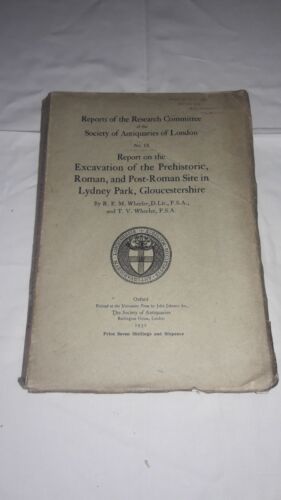 Reports of the Research Committee
of the
Society of Antiquaries of London
No. IX
Report on the
Excavation of the Prehistoric,
Roman, and Post-Roman Site in
Lydney Park, Gloucestershire
By R. E. M. Wheeler, D.Lit., F.S.A.,
and T. V. Wheeler, F.S.A.
Oxford
Printed at the University Press by John Johnson for
The Society of Antiquaries
Burlington House, London
1932
Price Seven Shillings and Sixpence